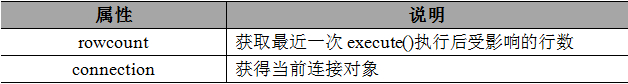 属性 说明
rowcount 获取最近一次 execute()执行后受影响的行数
connection 获得当前连接对象